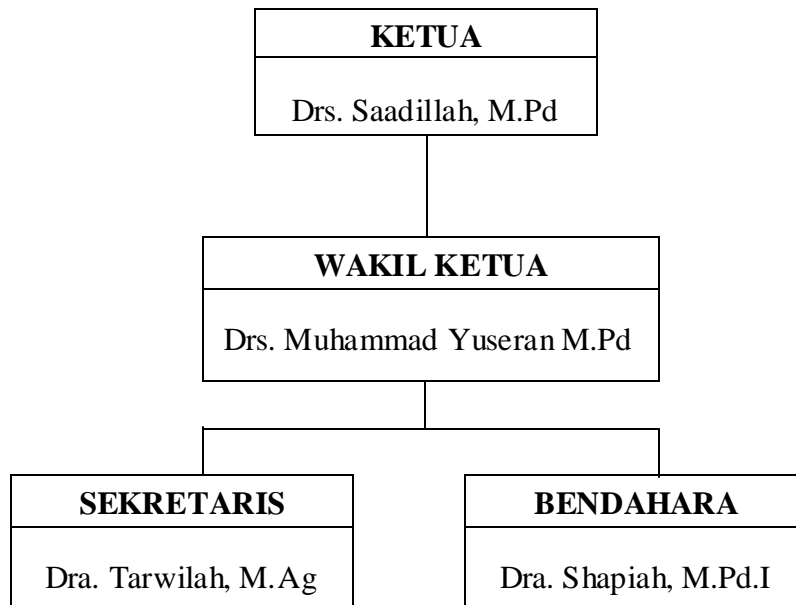 KETUA
Drs. Saadillah, M.Pd
WAKIL KETUA
Drs. Muhammad Yuseran M.Pd
SEKRETARIS
Dra. Tarwilah, M.Ag
BENDAHARA
Dra. Shapiah, M.Pd.I